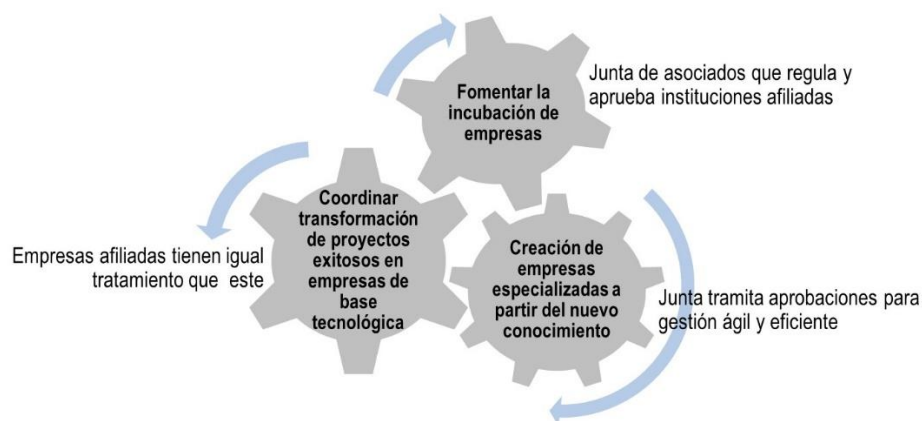 Fomentar la
incubación de
empresas
Junta de asociados que regula y
aprueba instituciones afiliadas
Coordinar
transformación
de proyectos
exitosos en
empresas de
base
tecnológica
Empresas afiliadas tienen igual
tratamiento que este
Creación de
empresas
especializadas a
partir del nuevo
conocimiento
Junta tramita aprobaciones para
gestión ágil y eficiente